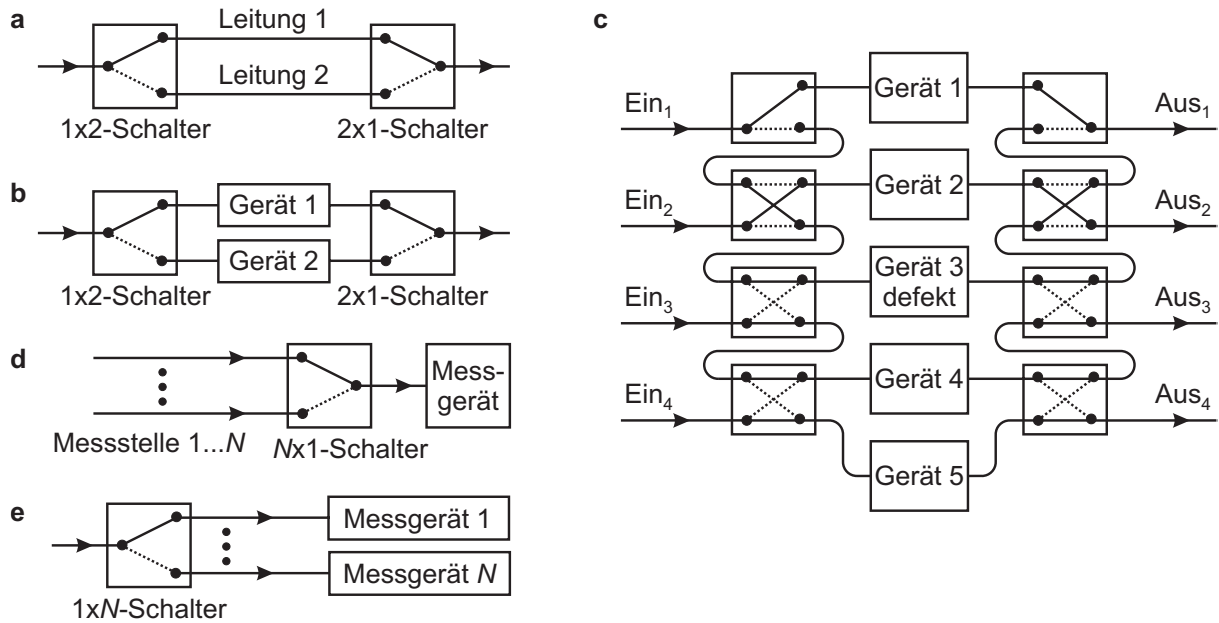 a
Leitung 1
Leitung 2
1x2-Schalter
2x1-Schalter
b
Gerät 1
Gerät 2
1x2-Schalter
2x1-Schalter
d
Mess-
gerät
Messstelle 1...N
Nx1-Schalter
e
Messgerät 1
Messgerät N
1xN-Schalter
c
Gerät 1
Ein₁
Aus₁
Gerät 2
Ein₂
Aus₂
Gerät 3
defekt
Ein₃
Aus₃
Gerät 4
Ein₄
Aus₄
Gerät 5